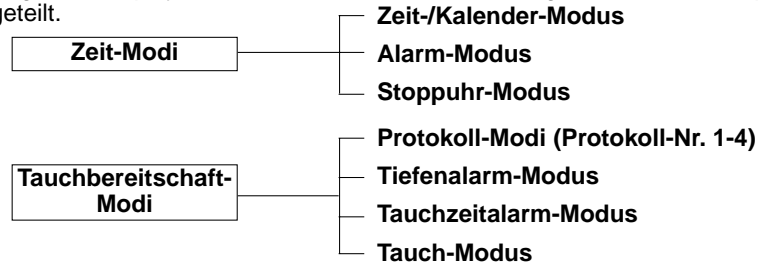 geteilt.
Zeit-/Kalender-Modus
Zeit-Modi
Alarm-Modus
Stoppuhr-Modus
Protokoll-Modi (Protokoll-Nr. 1-4)
Tauchbereitschaft-
Modi
Tiefenalarm-Modus
Tauchzeitalarm-Modus
Tauch-Modus